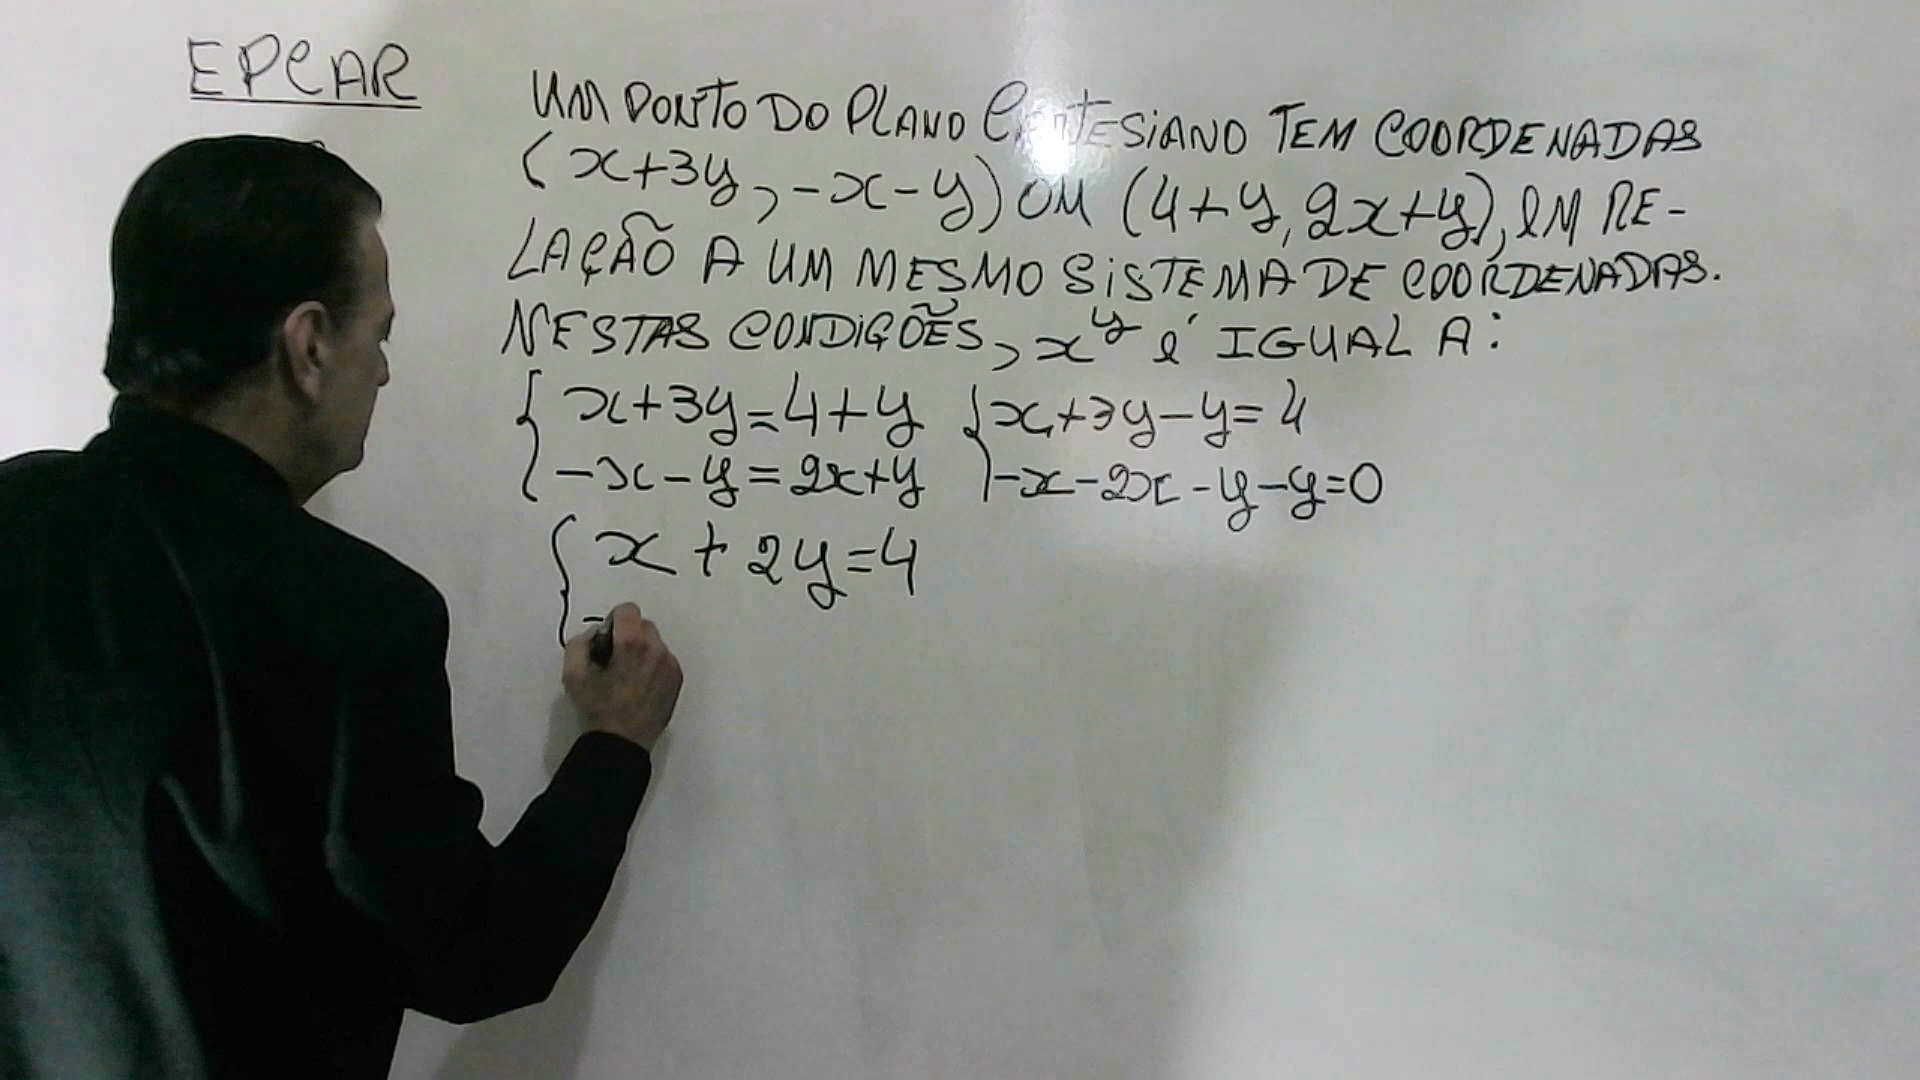 EPCAR
UM PONTO DO PLANO CARTESIANO TEM COORDENADAS
(x+3y, -x-y) OU (4+y, 2x+y), EM RE-
LAÇÃO A UM MESMO SISTEMA DE COORDENADAS.
NESTAS CONDIÇÕES, x^y é IGUAL A:
{ x+3y=4+y { x+3y-y=4
-x-y=2x+y -x-2x-y-y=0
{ x+2y=4
-